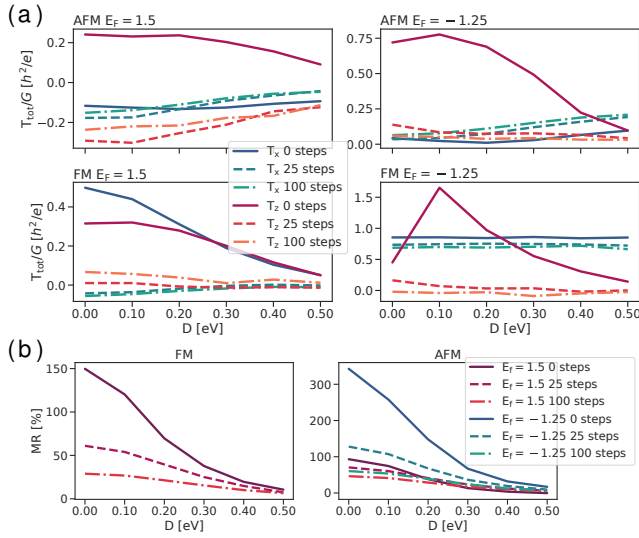 (a)
AFM E_F = 1.5
AFM E_F = −1.25
T_tot/G [h²/e]
0.2
0.0
−0.2
0.75
0.50
0.25
0.00
T_x 0 steps
T_x 25 steps
T_x 100 steps
T_z 0 steps
T_z 25 steps
T_z 100 steps
FM E_F = 1.5
FM E_F = −1.25
T_tot/G [h²/e]
0.4
0.2
0.0
1.5
1.0
0.5
0.0
0.00 0.10 0.20 0.30 0.40 0.50
D [eV]
0.00 0.10 0.20 0.30 0.40 0.50
D [eV]
(b)
FM
AFM
MR [%]
150
100
50
0
300
200
100
0
E_f = 1.5 0 steps
E_f = 1.5 25 steps
E_f = 1.5 100 steps
E_f = −1.25 0 steps
E_f = −1.25 25 steps
E_f = −1.25 100 steps
0.00 0.10 0.20 0.30 0.40 0.50
D [eV]
0.00 0.10 0.20 0.30 0.40 0.50
D [eV]